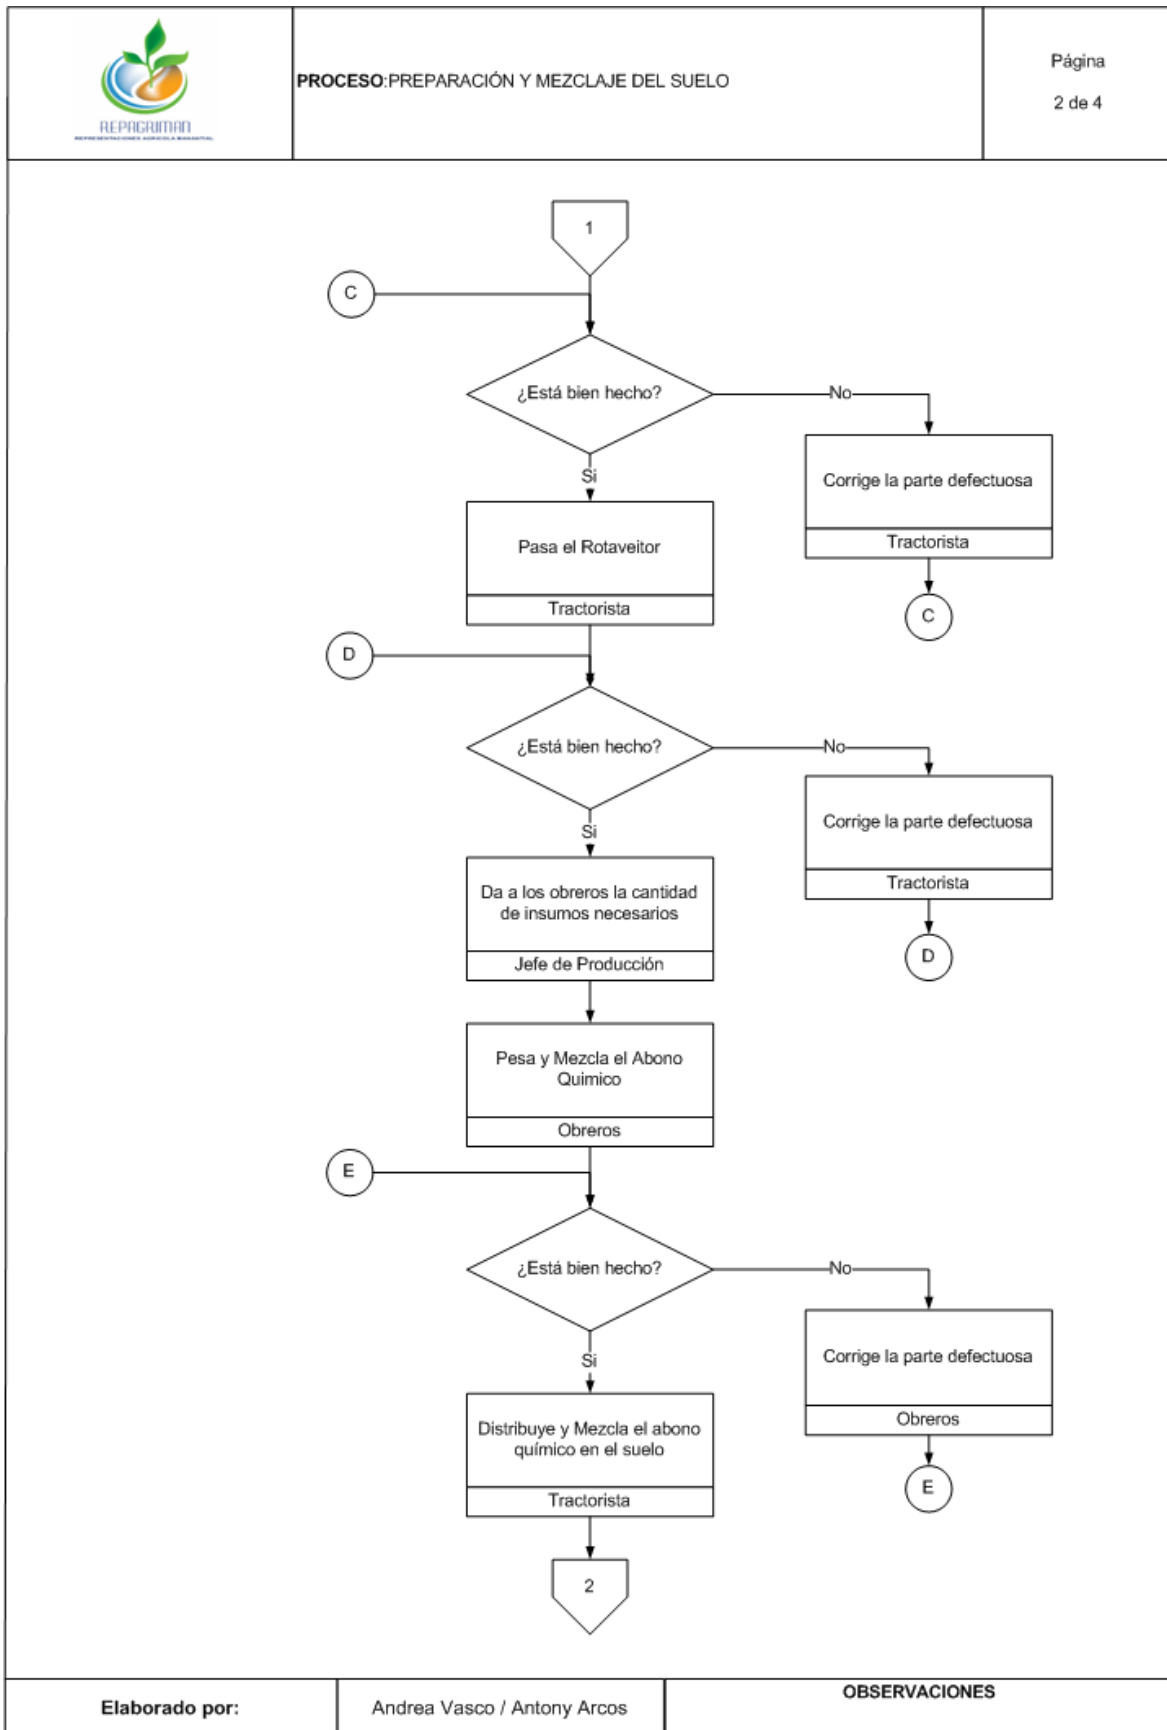 REPAGRIMAN
REPRESENTACIONES AGRICOLA MANANTIAL
PROCESO:PREPARACIÓN Y MEZCLAJE DEL SUELO
Página
2 de 4
1
C
¿Está bien hecho?
No
Corrige la parte defectuosa
Tractorista
C
Si
Pasa el Rotaveitor
Tractorista
D
¿Está bien hecho?
No
Corrige la parte defectuosa
Tractorista
D
Si
Da a los obreros la cantidad
de insumos necesarios
Jefe de Producción
Pesa y Mezcla el Abono
Quimico
Obreros
E
¿Está bien hecho?
No
Corrige la parte defectuosa
Obreros
E
Si
Distribuye y Mezcla el abono
químico en el suelo
Tractorista
2
Elaborado por:
Andrea Vasco / Antony Arcos
OBSERVACIONES